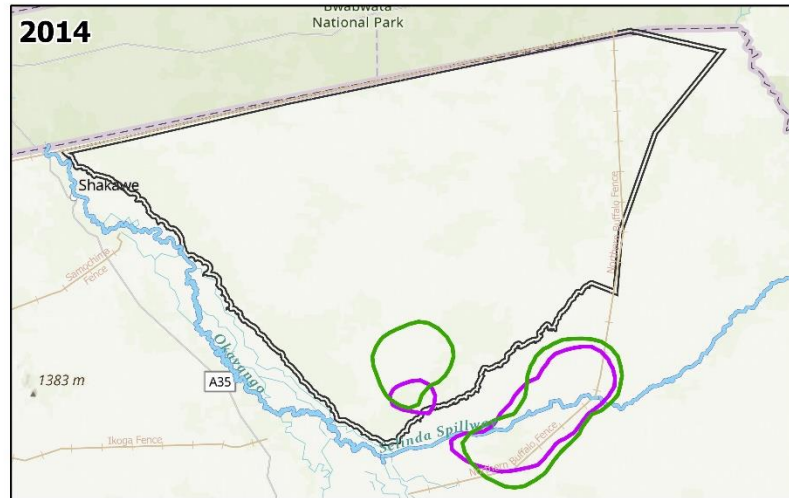 2014
Bwabwata
National Park
Shakawe
Samochima
Fence
Northern Buffalo Fence
Okavango
1383 m
A35
Selinda Spillway
Ikoga Fence
Northern Buffalo Fence